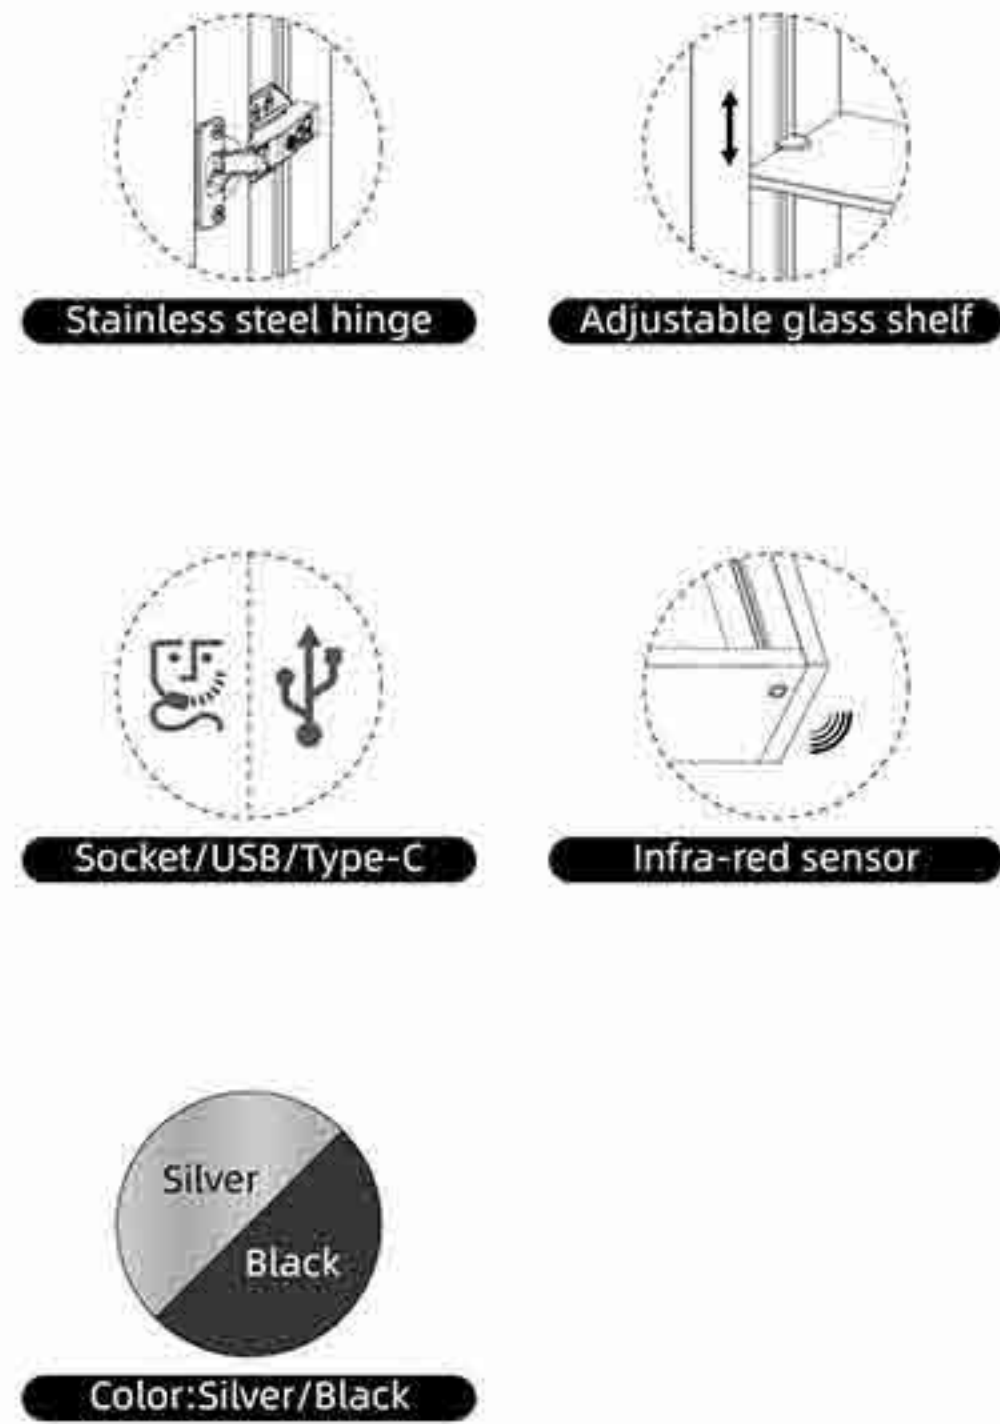 Stainless steel hinge
Adjustable glass shelf
Socket/USB/Type-C
Infra-red sensor
Silver
Black
Color:Silver/Black